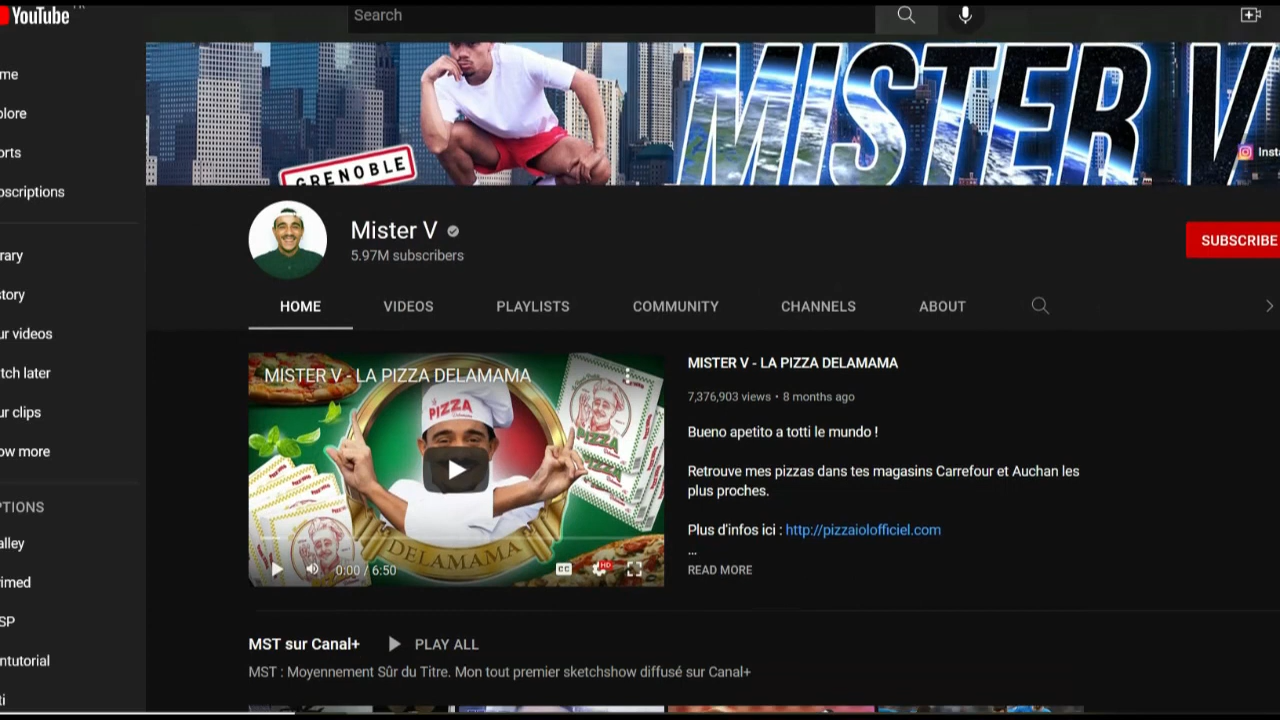 YouTube
Search
me
plore
orts
bscriptions
rary
story
ur videos
tch later
ur clips
ow more
PTIONS
alley
rimed
SP
ntutorial
ti
GRENOBLE
MISTER V
Inst
Mister V
5.97M subscribers
SUBSCRIBE
HOME VIDEOS PLAYLISTS COMMUNITY CHANNELS ABOUT
MISTER V - LA PIZZA DELAMAMA
PIZZA
PIZZA
DELAMAMA
0:00 / 6:50
CC
HD
MISTER V - LA PIZZA DELAMAMA
7,376,903 views • 8 months ago
Bueno apetito a totti le mundo !
Retrouve mes pizzas dans tes magasins Carrefour et Auchan les
plus proches.
Plus d'infos ici : http://pizzaiolofficiel.com
...
READ MORE
MST sur Canal+ PLAY ALL
MST : Moyennement Sûr du Titre. Mon tout premier sketchshow diffusé sur Canal+